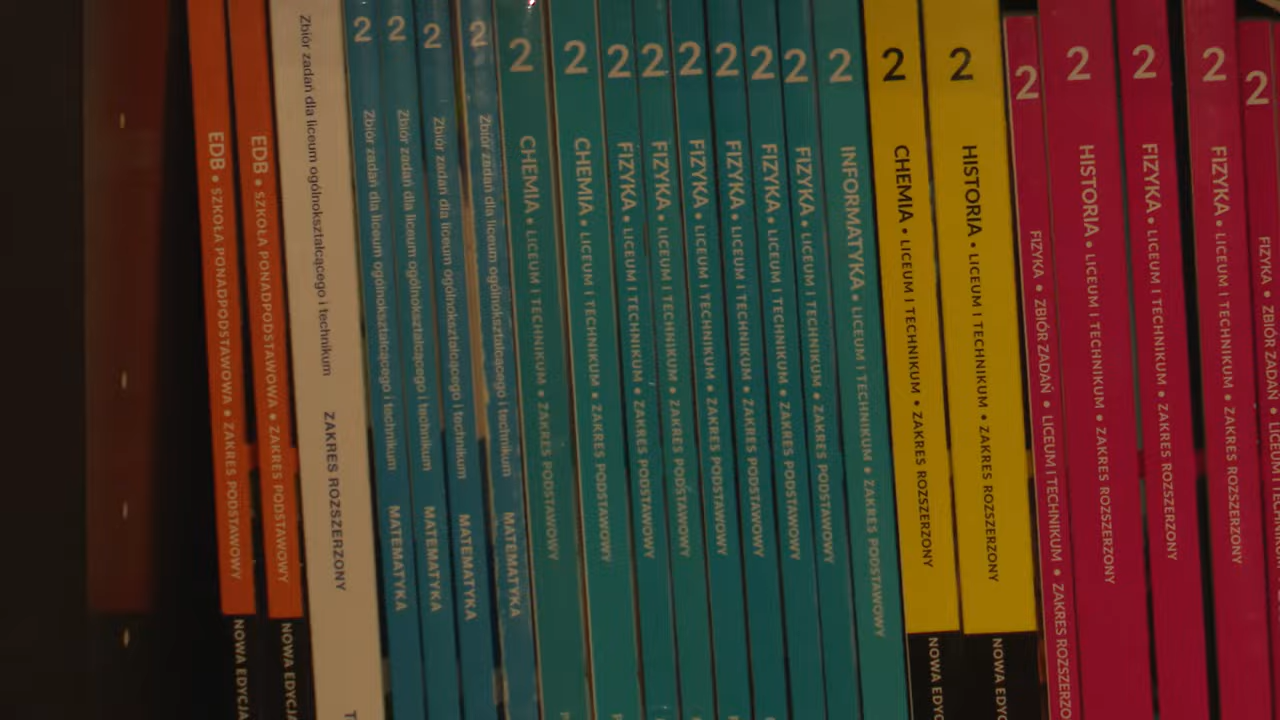 EDB • SZKOŁA PONADPODSTAWOWA • ZAKRES PODSTAWOWY
NOWA EDYCJA
EDB • SZKOŁA PONADPODSTAWOWA • ZAKRES PODSTAWOWY
NOWA EDYCJA
Zbiór zadań dla liceum ogólnokształcącego i technikum ZAKRES ROZSZERZONY
2 Zbiór zadań dla liceum ogólnokształcącego i technikum MATEMATYKA
2 Zbiór zadań dla liceum ogólnokształcącego i technikum MATEMATYKA
2 Zbiór zadań dla liceum ogólnokształcącego i technikum MATEMATYKA
2 Zbiór zadań dla liceum ogólnokształcącego i technikum MATEMATYKA
2 CHEMIA • LICEUM I TECHNIKUM • ZAKRES PODSTAWOWY
2 CHEMIA • LICEUM I TECHNIKUM • ZAKRES PODSTAWOWY
2 FIZYKA • LICEUM I TECHNIKUM • ZAKRES PODSTAWOWY
2 FIZYKA • LICEUM I TECHNIKUM • ZAKRES PODSTAWOWY
2 FIZYKA • LICEUM I TECHNIKUM • ZAKRES PODSTAWOWY
2 FIZYKA • LICEUM I TECHNIKUM • ZAKRES PODSTAWOWY
2 FIZYKA • LICEUM I TECHNIKUM • ZAKRES PODSTAWOWY
2 FIZYKA • LICEUM I TECHNIKUM • ZAKRES PODSTAWOWY
2 INFORMATYKA • LICEUM I TECHNIKUM • ZAKRES PODSTAWOWY
2 CHEMIA • LICEUM I TECHNIKUM • ZAKRES ROZSZERZONY
NOWA EDYC
2 HISTORIA • LICEUM I TECHNIKUM • ZAKRES ROZSZERZONY
NOWA EDYC
2 FIZYKA • ZBIÓR ZADAŃ • LICEUM I TECHNIKUM • ZAKRES ROZSZERZO
2 HISTORIA • LICEUM I TECHNIKUM • ZAKRES ROZSZERZONY
2 FIZYKA • LICEUM I TECHNIKUM • ZAKRES ROZSZERZONY
2 FIZYKA • LICEUM I TECHNIKUM • ZAKRES ROZSZERZONY
2 FIZYKA • ZBIÓR ZADAŃ • LICEUM I